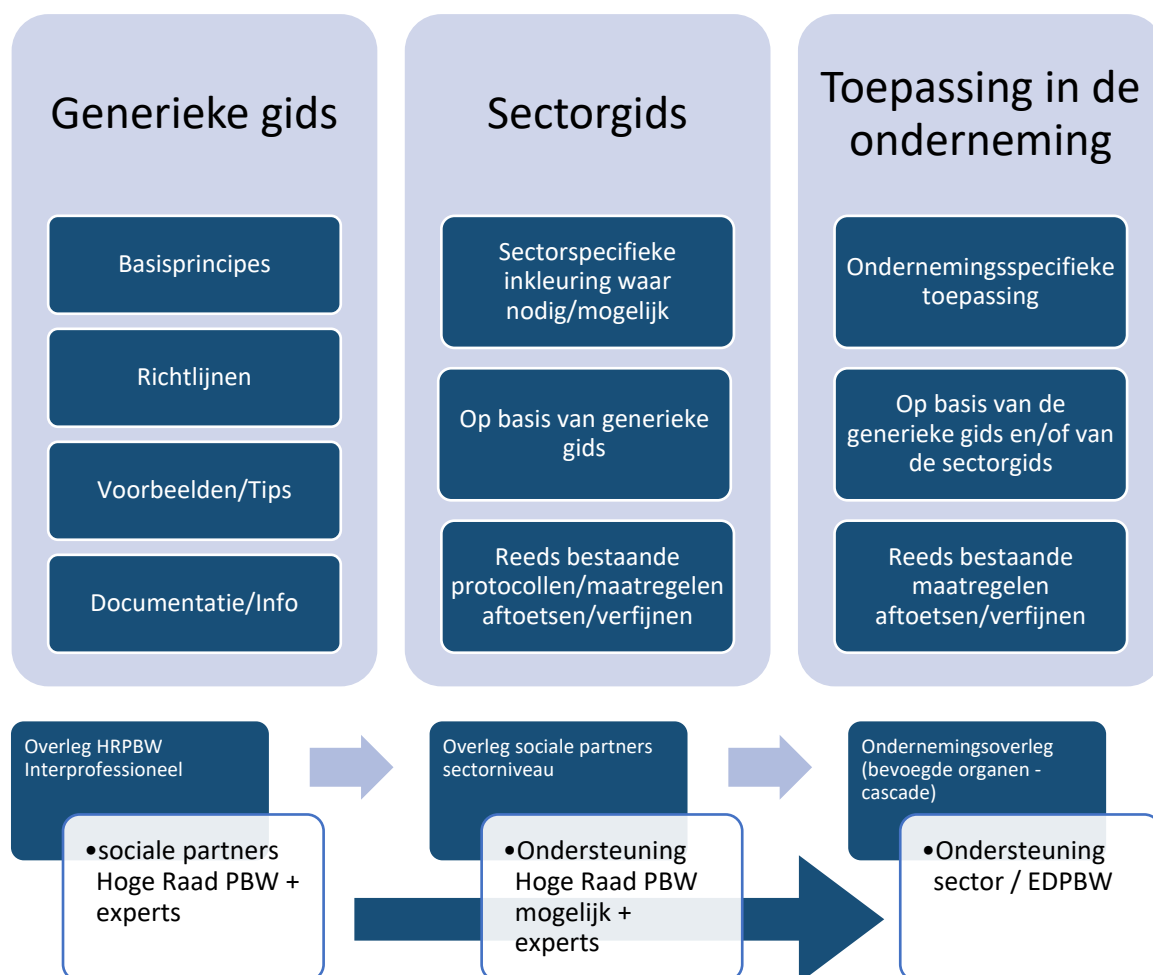 Generieke gids
Basisprincipes
Richtlijnen
Voorbeelden/Tips
Documentatie/Info
Sectorgids
Sectorspecifieke
inkleuring waar
nodig/mogelijk
Op basis van generieke
gids
Reeds bestaande
protocollen/maatregelen
aftoetsen/verfijnen
Toepassing in de
onderneming
Ondernemingsspecifieke
toepassing
Op basis van de
generieke gids en/of van
de sectorgids
Reeds bestaande
maatregelen
aftoetsen/verfijnen
Overleg HRPBW
Interprofessioneel
•sociale partners
Hoge Raad PBW +
experts
Overleg sociale partners
sectorniveau
•Ondersteuning
Hoge Raad PBW
mogelijk +
experts
Ondernemingsoverleg
(bevoegde organen -
cascade)
•Ondersteuning
sector / EDPBW